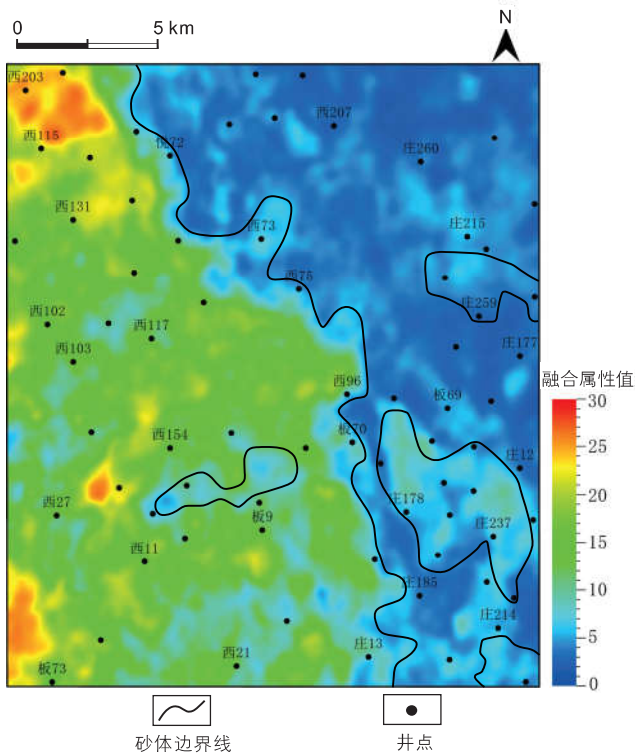 0 5 km
N
西203
西207
西115
悦72
庄260
西131
西73
庄215
西75
庄259
西102
西117
庄177
西103
西96
板69
板70
西154
庄12
庄178
西27
板9
庄237
西11
庄185
庄214
庄13
西21
板73
融合属性值
30
25
20
15
10
5
0
砂体边界线
井点